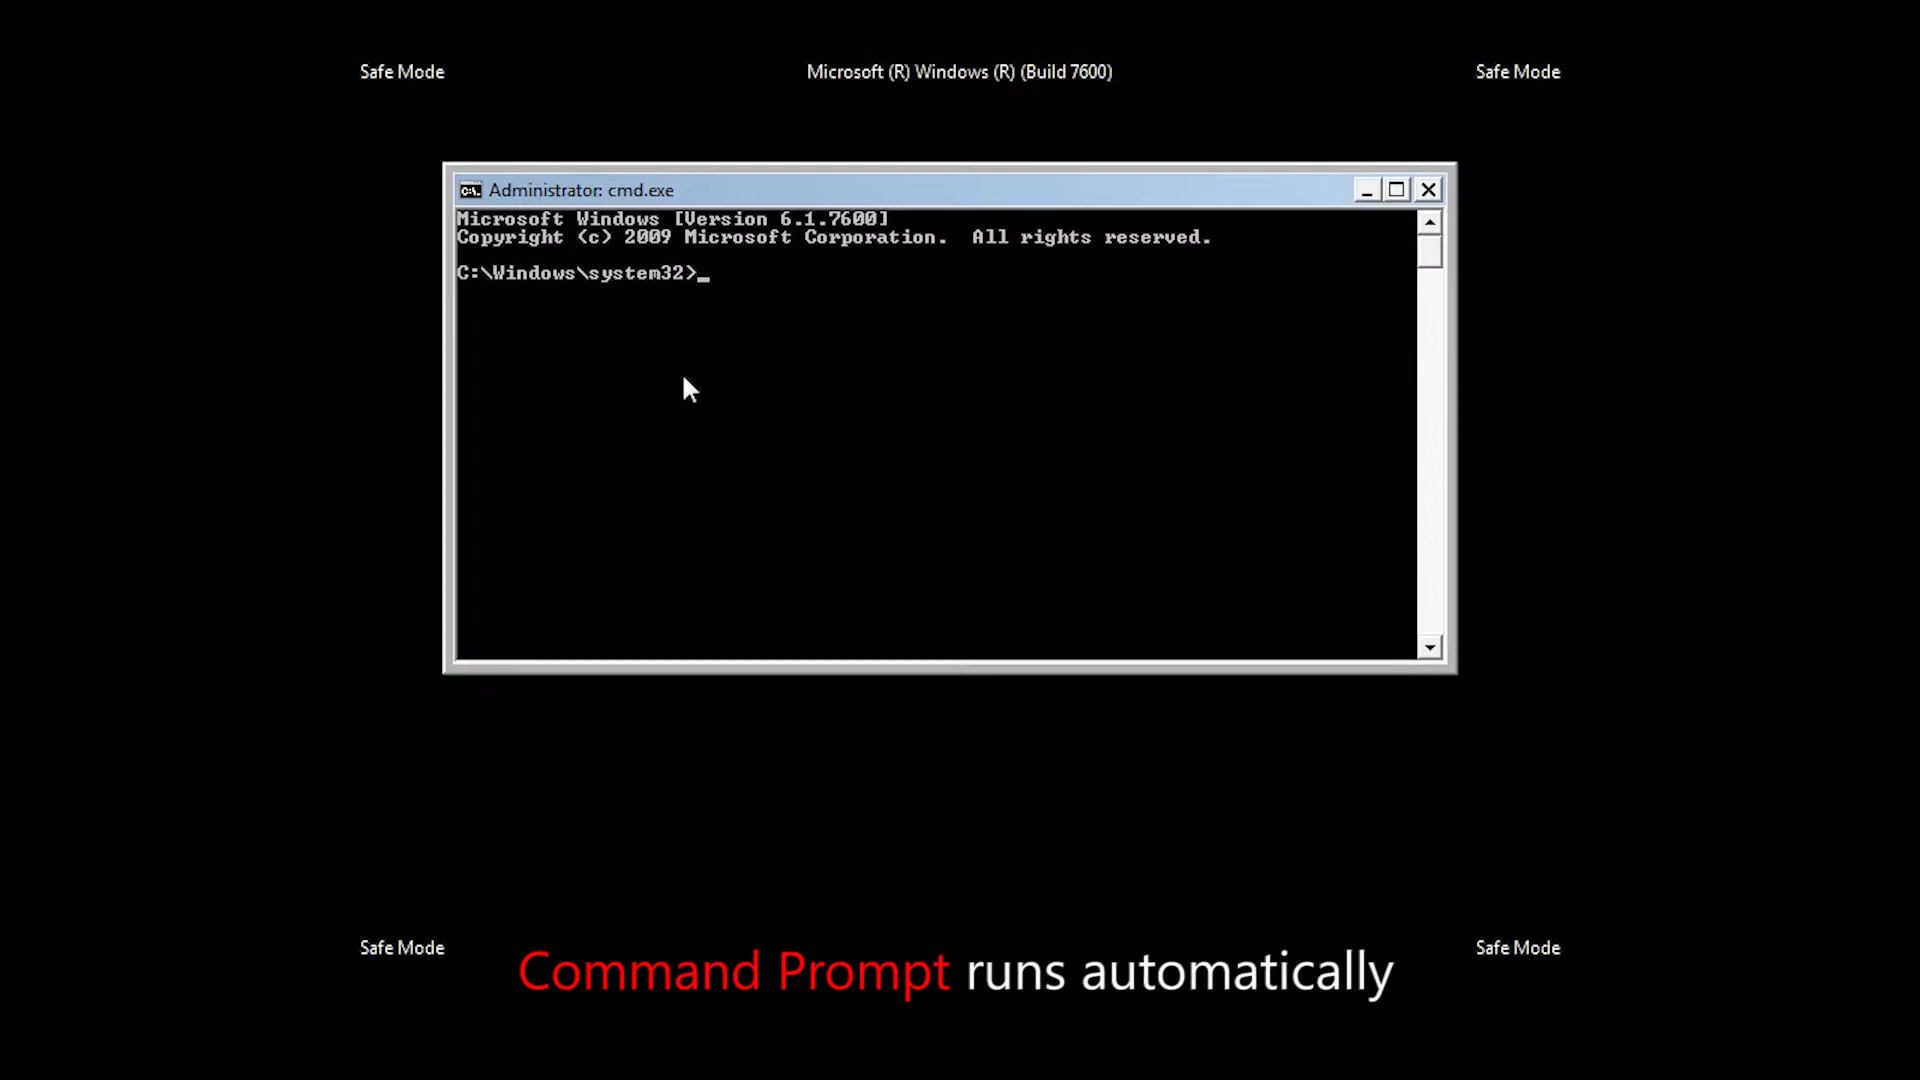 Safe Mode
Microsoft (R) Windows (R) (Build 7600)
Safe Mode
C:\. Administrator: cmd.exe
Microsoft Windows [Version 6.1.7600]
Copyright (c) 2009 Microsoft Corporation.  All rights reserved.
C:\Windows\system32>_
Safe Mode
Command Prompt runs automatically
Safe Mode